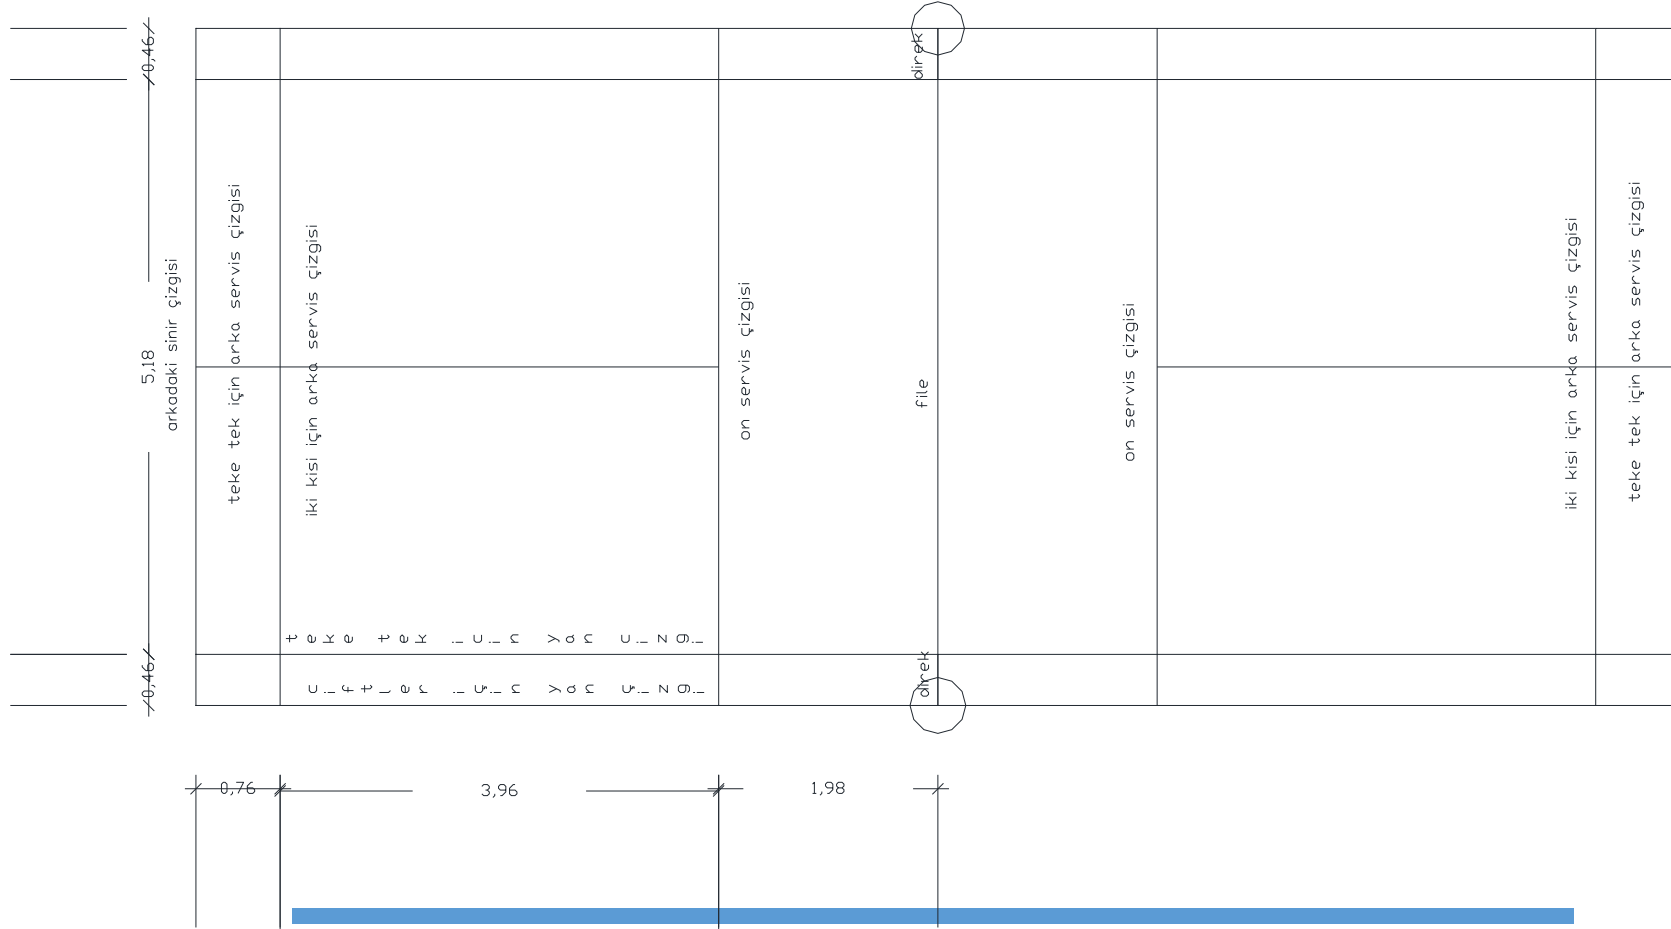 0,46
direk
teke tek için arka servis çizgisi
iki kisi için arka servis çizgisi
arkadaki sinir çizgisi
5,18
on servis çizgisi
file
on servis çizgisi
iki kisi için arka servis çizgisi
teke tek için arka servis çizgisi
teke tek için yan cizgi
ciftler için yan çizgi
0,46
direk
0,76
3,96
1,98